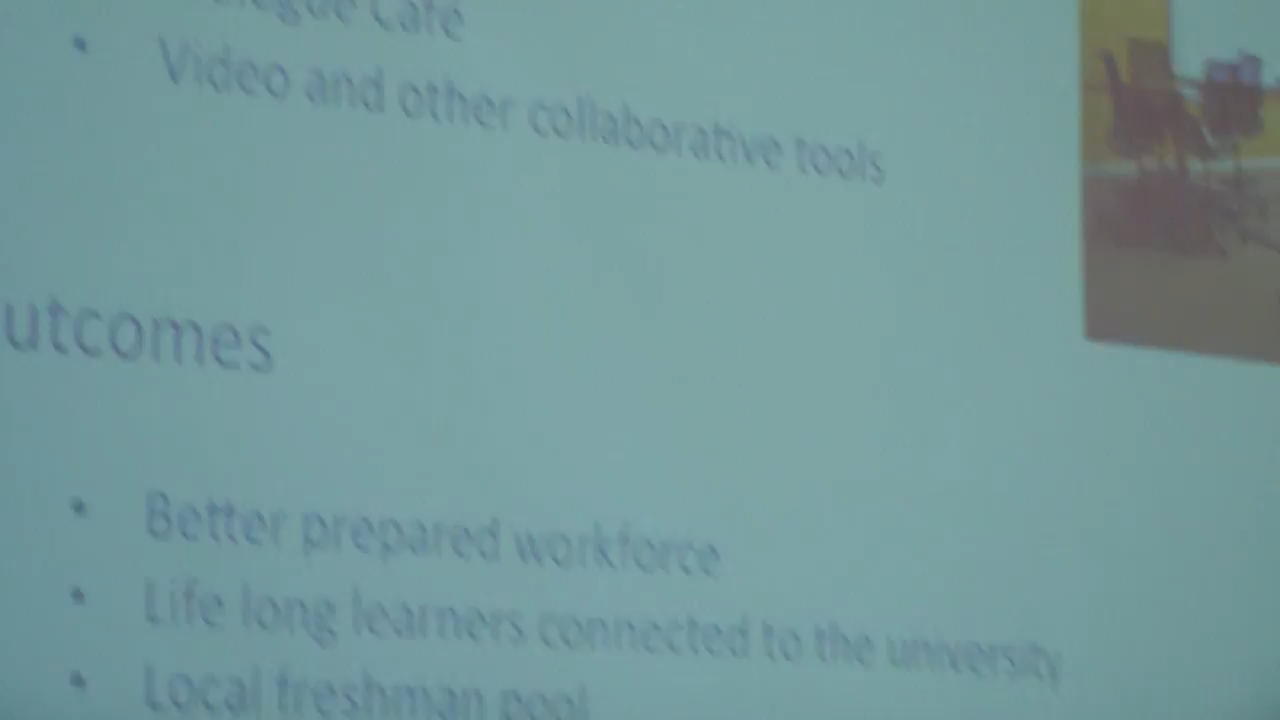 Café
• Video and other collaborative tools
utcomes
• Better prepared workforce
• Life long learners connected to the university
• Local freshman pool